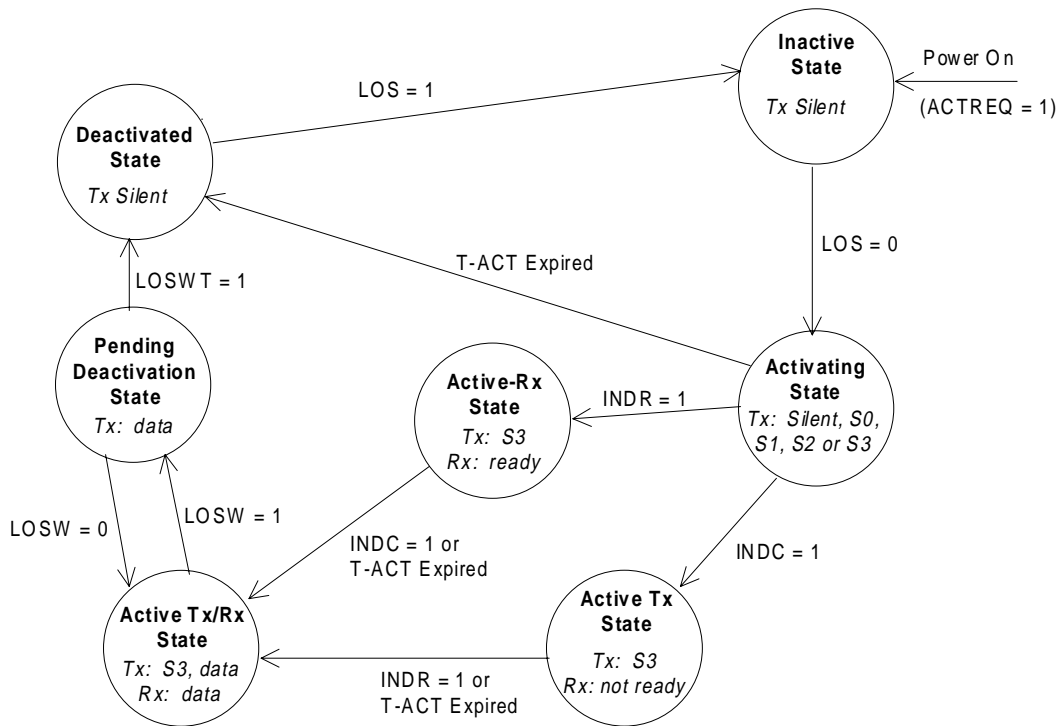 Inactive
State
Tx Silent
Power On
(ACTREQ = 1)
LOS = 1
Deactivated
State
Tx Silent
LOS = 0
T-ACT Expired
LOSWT = 1
Pending
Deactivation
State
Tx: data
Active-Rx
State
Tx: S3
Rx: ready
INDR = 1
Activating
State
Tx: Silent, S0,
S1, S2 or S3
LOSW = 0
LOSW = 1
INDC = 1 or
T-ACT Expired
INDC = 1
Active Tx/Rx
State
Tx: S3, data
Rx: data
INDR = 1 or
T-ACT Expired
Active Tx
State
Tx: S3
Rx: not ready